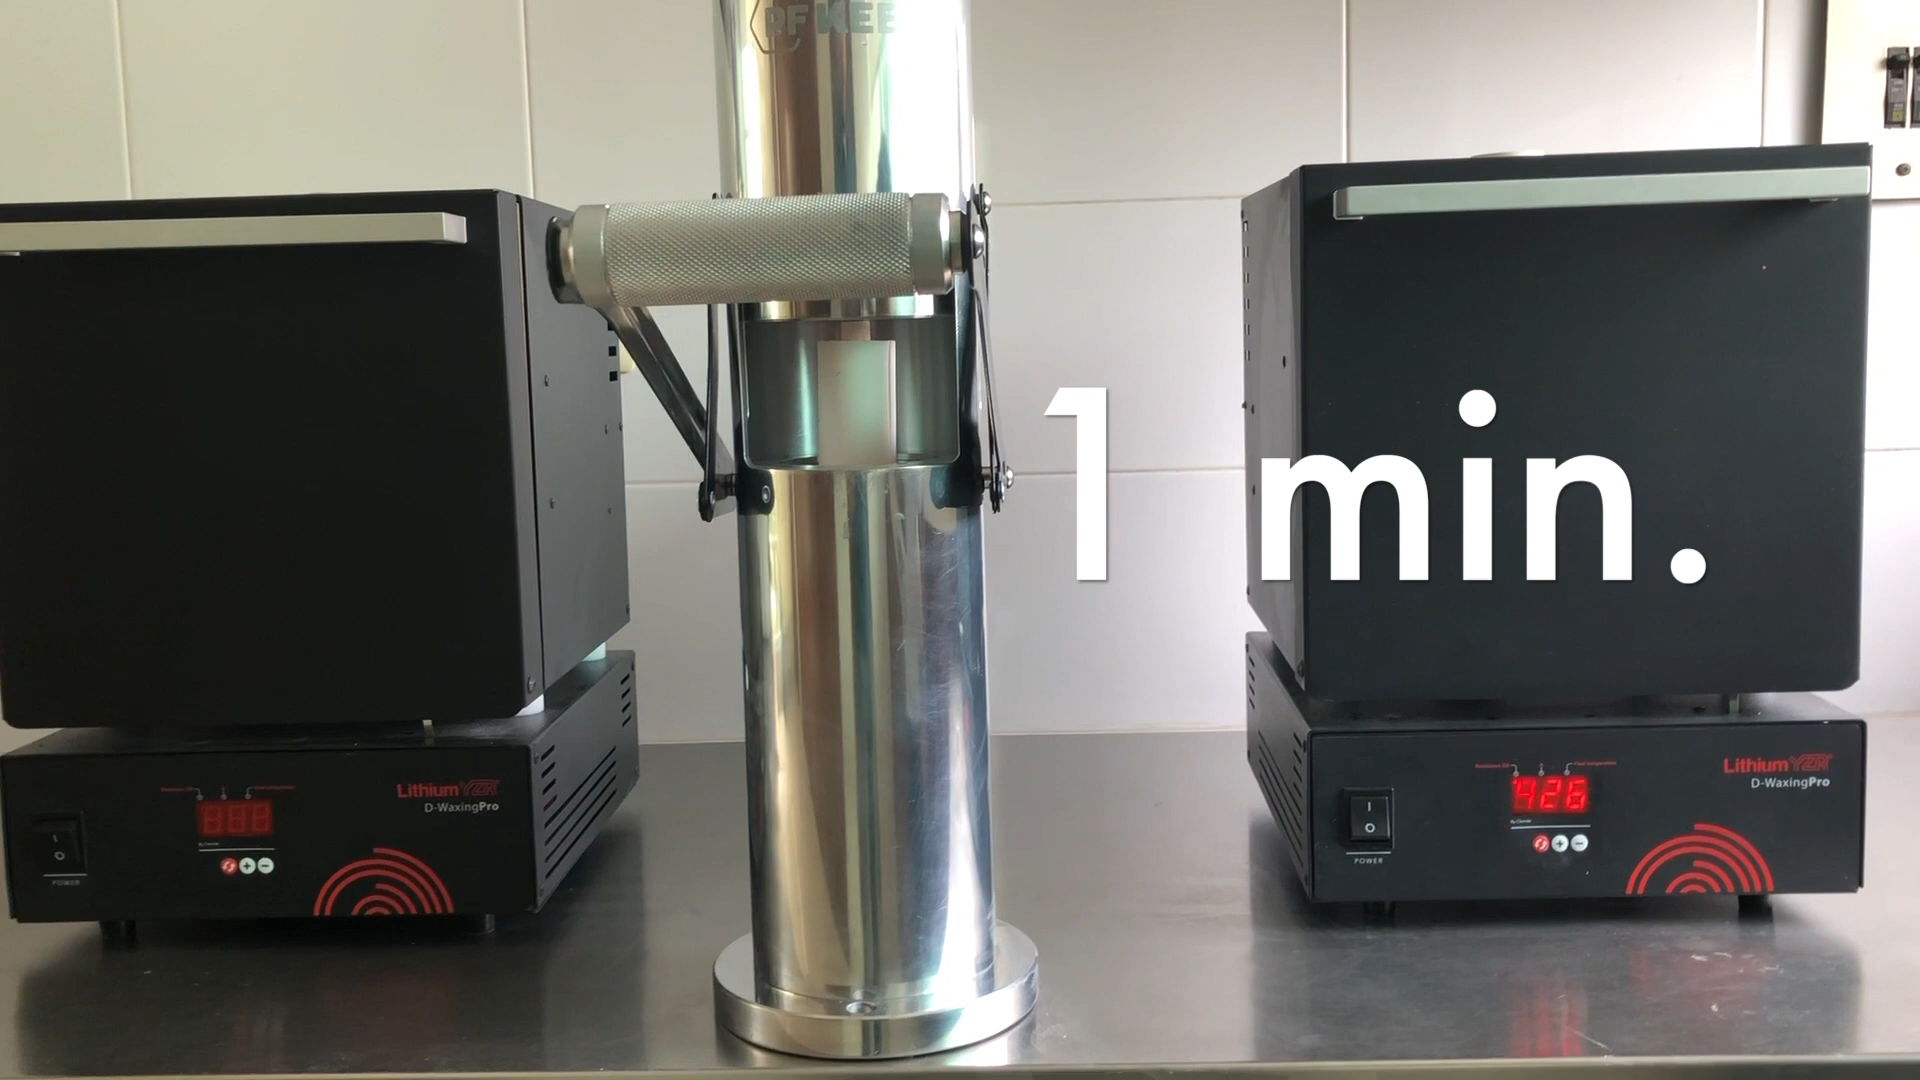 PF KEE
1 min.
Lithium
D-WaxingPro
POWER
Lithium
D-WaxingPro
426
POWER